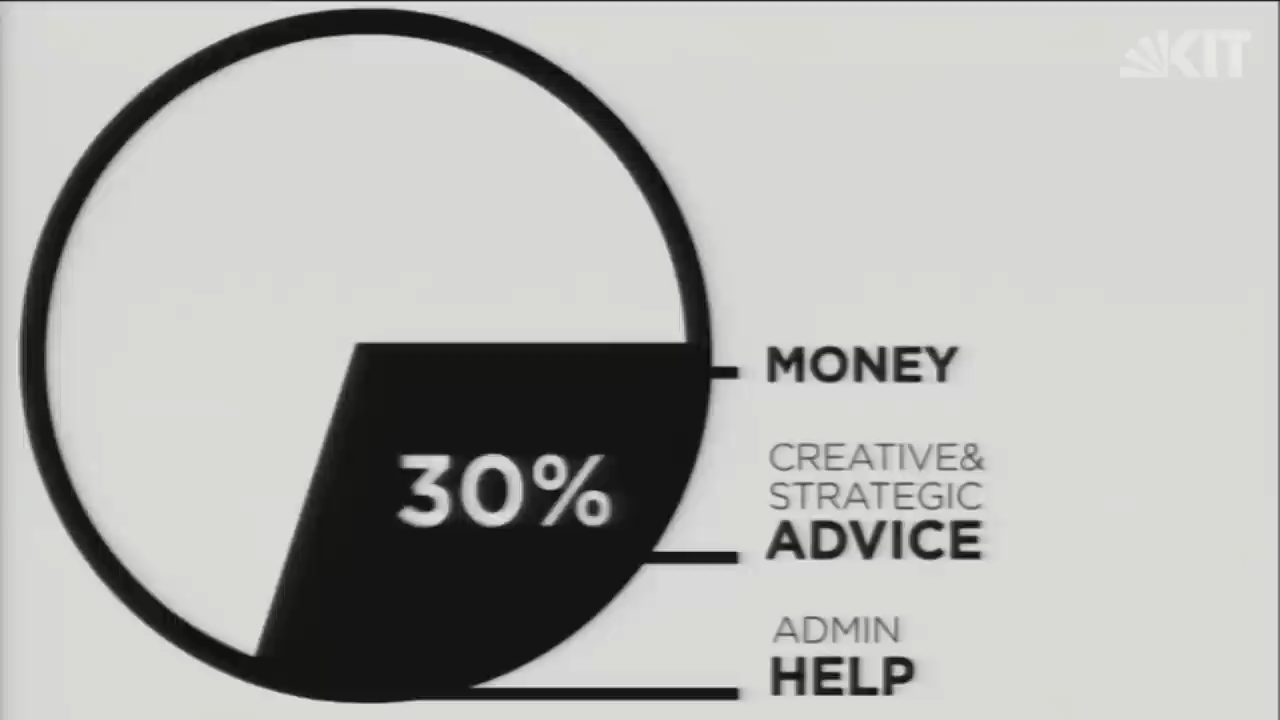 KIT
MONEY
CREATIVE&
STRATEGIC
ADVICE
30%
ADMIN
HELP